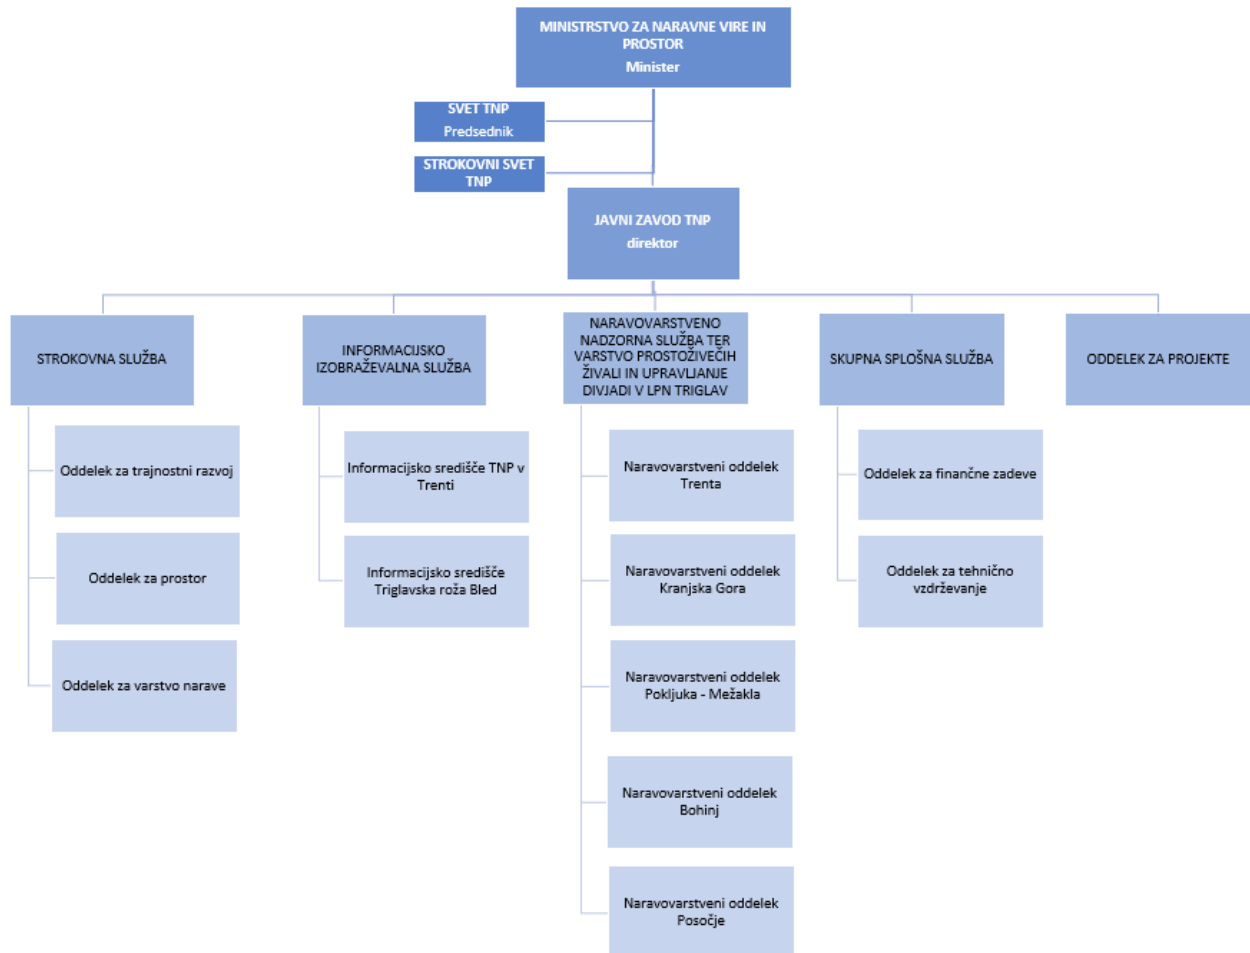 MINISTRSTVO ZA NARAVNE VIRE IN
PROSTOR
Minister
SVET TNP
Predsednik
STROKOVNI SVET
TNP
JAVNI ZAVOD TNP
direktor
STROKOVNA SLUŽBA
INFORMACIJSKO
IZOBRAŽEVALNA SLUŽBA
NARAVOVARSTVENO
NADZORNA SLUŽBA TER
VARSTVO PROSTOŽIVEČIH
ŽIVALI IN UPRAVLJANJE
DIVJADI V LPN TRIGLAV
SKUPNA SPLOŠNA SLUŽBA
ODDELEK ZA PROJEKTE
Oddelek za trajnostni razvoj
Oddelek za prostor
Oddelek za varstvo narave
Informacijsko središče TNP v
Trenti
Informacijsko središče
Triglavska roža Bled
Naravovarstveni oddelek
Trenta
Naravovarstveni oddelek
Kranjska Gora
Naravovarstveni oddelek
Pokljuka - Mežakla
Naravovarstveni oddelek
Bohinj
Naravovarstveni oddelek
Posočje
Oddelek za finančne zadeve
Oddelek za tehnično
vzdrževanje